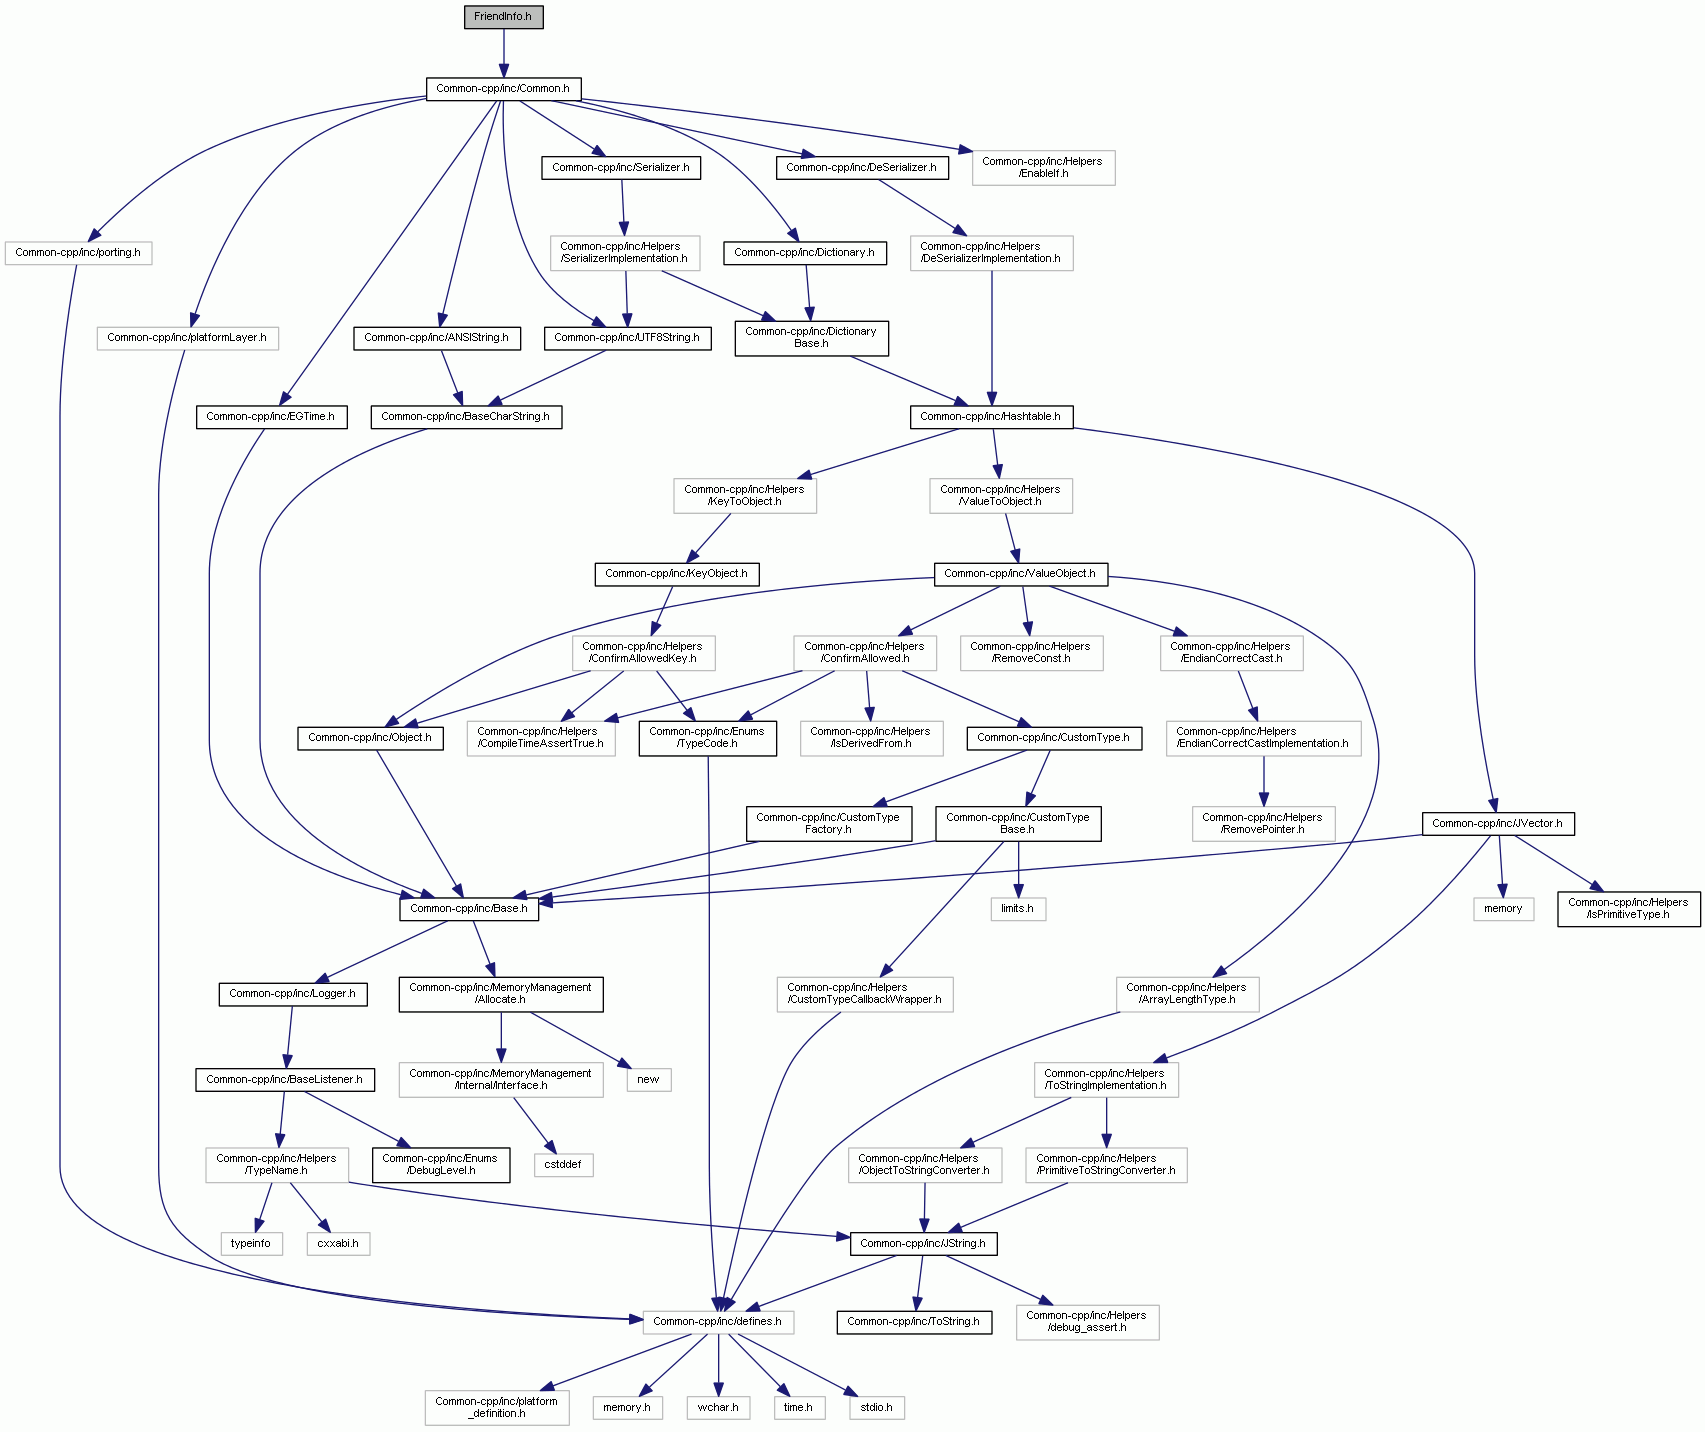 FriendInfo.h
Common-cpp/inc/Common.h
Common-cpp/inc/Serializer.h
Common-cpp/inc/DeSerializer.h
Common-cpp/inc/Helpers
/EnableIf.h
Common-cpp/inc/porting.h
Common-cpp/inc/Helpers
/SerializerImplementation.h
Common-cpp/inc/Dictionary.h
Common-cpp/inc/Helpers
/DeSerializerImplementation.h
Common-cpp/inc/platformLayer.h
Common-cpp/inc/ANSIString.h
Common-cpp/inc/UTF8String.h
Common-cpp/inc/Dictionary
Base.h
Common-cpp/inc/EGTime.h
Common-cpp/inc/BaseCharString.h
Common-cpp/inc/Hashtable.h
Common-cpp/inc/Helpers
/KeyToObject.h
Common-cpp/inc/Helpers
/ValueToObject.h
Common-cpp/inc/KeyObject.h
Common-cpp/inc/ValueObject.h
Common-cpp/inc/Helpers
/ConfirmAllowedKey.h
Common-cpp/inc/Helpers
/ConfirmAllowed.h
Common-cpp/inc/Helpers
/RemoveConst.h
Common-cpp/inc/Helpers
/EndianCorrectCast.h
Common-cpp/inc/Object.h
Common-cpp/inc/Helpers
/CompileTimeAssertTrue.h
Common-cpp/inc/Enums
/TypeCode.h
Common-cpp/inc/Helpers
/IsDerivedFrom.h
Common-cpp/inc/CustomType.h
Common-cpp/inc/Helpers
/EndianCorrectCastImplementation.h
Common-cpp/inc/CustomType
Factory.h
Common-cpp/inc/CustomType
Base.h
Common-cpp/inc/Helpers
/RemovePointer.h
Common-cpp/inc/JVector.h
Common-cpp/inc/Base.h
limits.h
memory
Common-cpp/inc/Helpers
/IsPrimitiveType.h
Common-cpp/inc/Logger.h
Common-cpp/inc/MemoryManagement
/Allocate.h
Common-cpp/inc/Helpers
/CustomTypeCallbackWrapper.h
Common-cpp/inc/Helpers
/ArrayLengthType.h
Common-cpp/inc/BaseListener.h
Common-cpp/inc/MemoryManagement
/Internal/Interface.h
new
Common-cpp/inc/Helpers
/ToStringImplementation.h
Common-cpp/inc/Helpers
/TypeName.h
Common-cpp/inc/Enums
/DebugLevel.h
cstddef
Common-cpp/inc/Helpers
/ObjectToStringConverter.h
Common-cpp/inc/Helpers
/PrimitiveToStringConverter.h
typeinfo
cxxabi.h
Common-cpp/inc/JString.h
Common-cpp/inc/defines.h
Common-cpp/inc/ToString.h
Common-cpp/inc/Helpers
/debug_assert.h
Common-cpp/inc/platform
_definition.h
memory.h
wchar.h
time.h
stdio.h